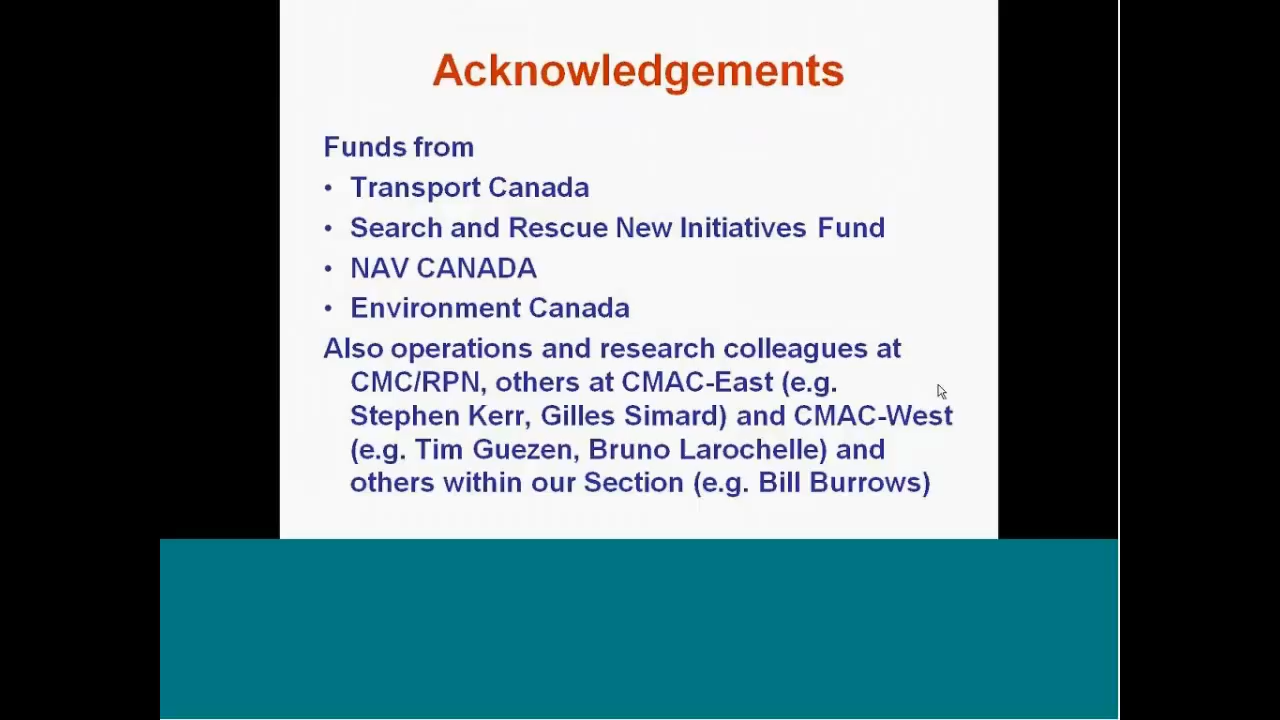 Acknowledgements
Funds from
• Transport Canada
• Search and Rescue New Initiatives Fund
• NAV CANADA
• Environment Canada
Also operations and research colleagues at
CMC/RPN, others at CMAC-East (e.g.
Stephen Kerr, Gilles Simard) and CMAC-West
(e.g. Tim Guezen, Bruno Larochelle) and
others within our Section (e.g. Bill Burrows)